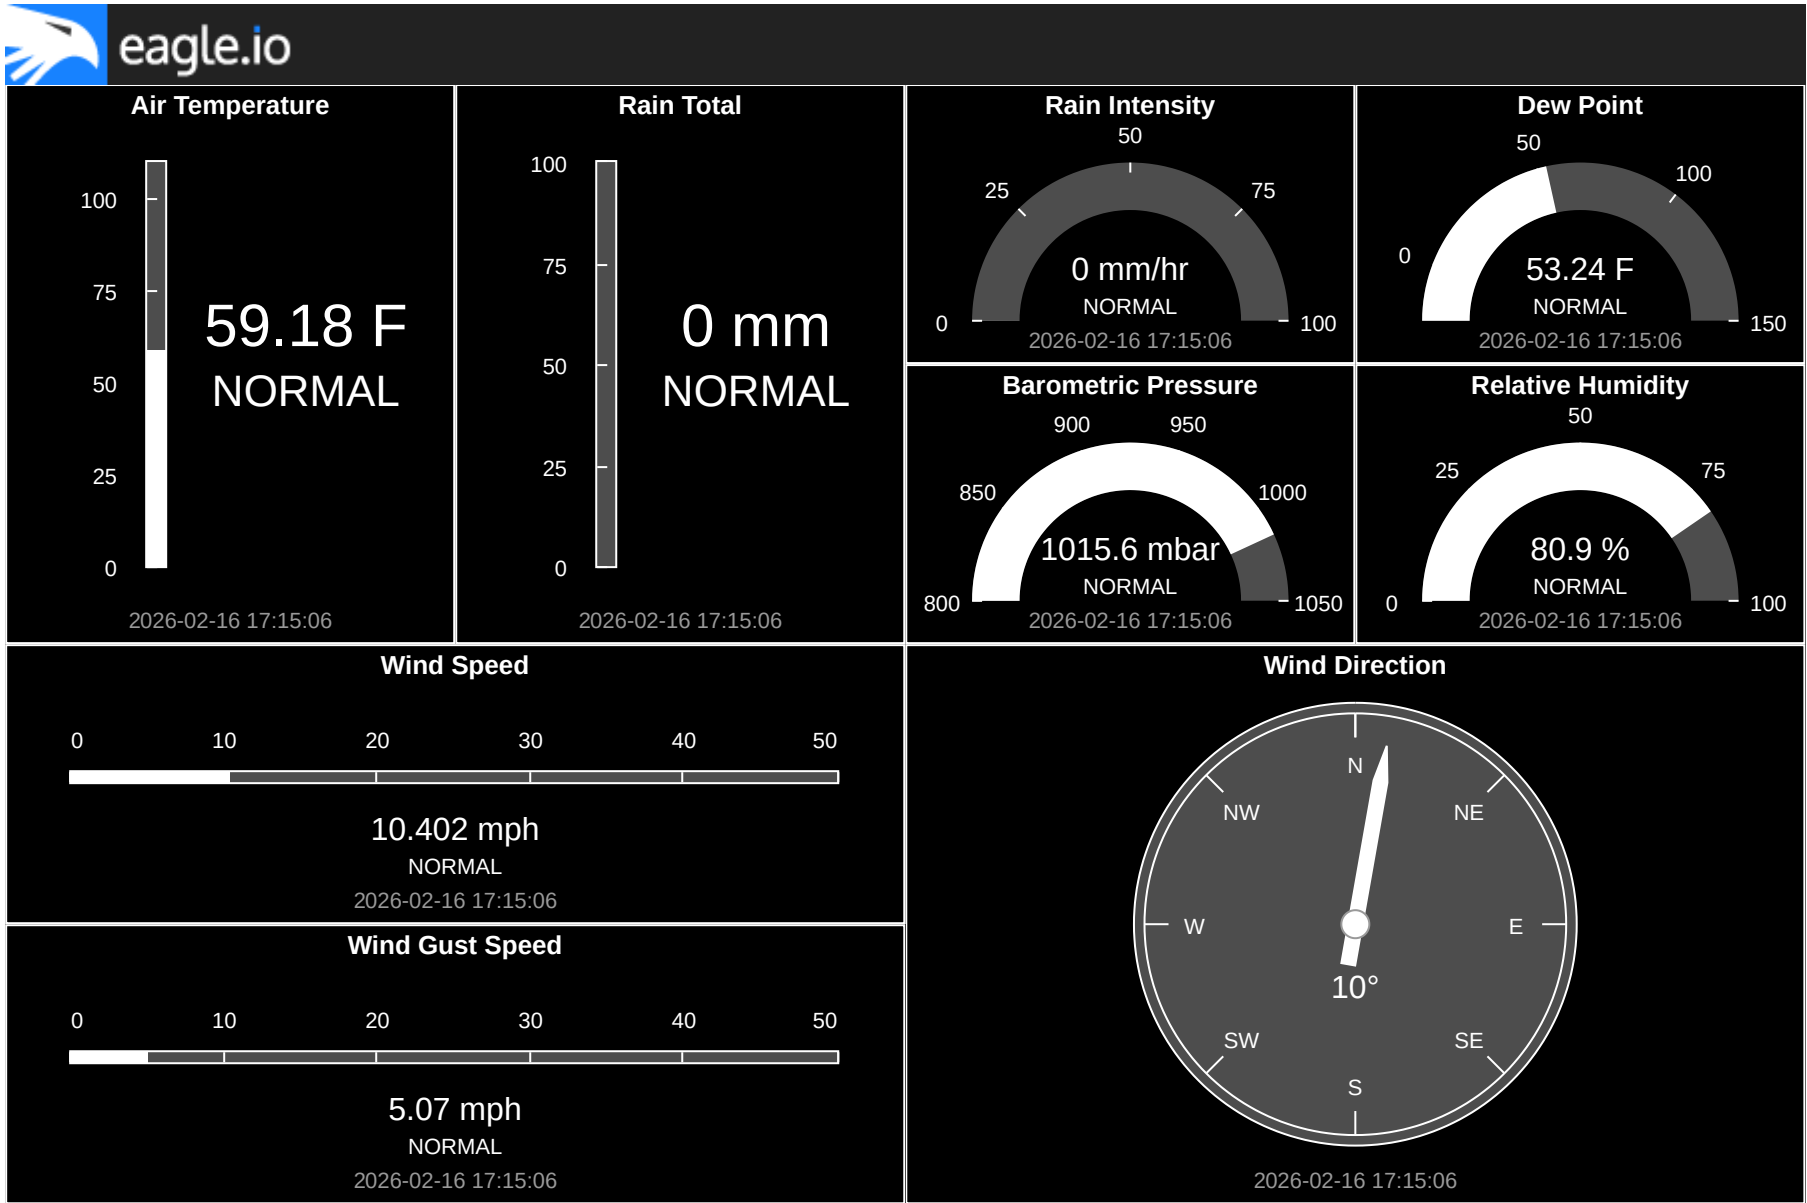 eagle.io
Air Temperature
100
75
50
25
0
59.18 F
NORMAL
2026-02-16 17:15:06
Rain Total
100
75
50
25
0
0 mm
NORMAL
2026-02-16 17:15:06
Rain Intensity
50
25
75
0
100
0 mm/hr
NORMAL
2026-02-16 17:15:06
Dew Point
50
100
0
150
53.24 F
NORMAL
2026-02-16 17:15:06
Barometric Pressure
900
950
850
1000
800
1050
1015.6 mbar
NORMAL
2026-02-16 17:15:06
Relative Humidity
50
25
75
0
100
80.9 %
NORMAL
2026-02-16 17:15:06
Wind Speed
0 10 20 30 40 50
10.402 mph
NORMAL
2026-02-16 17:15:06
Wind Gust Speed
0 10 20 30 40 50
5.07 mph
NORMAL
2026-02-16 17:15:06
Wind Direction
N
NW NE
W E
10°
SW SE
S
2026-02-16 17:15:06